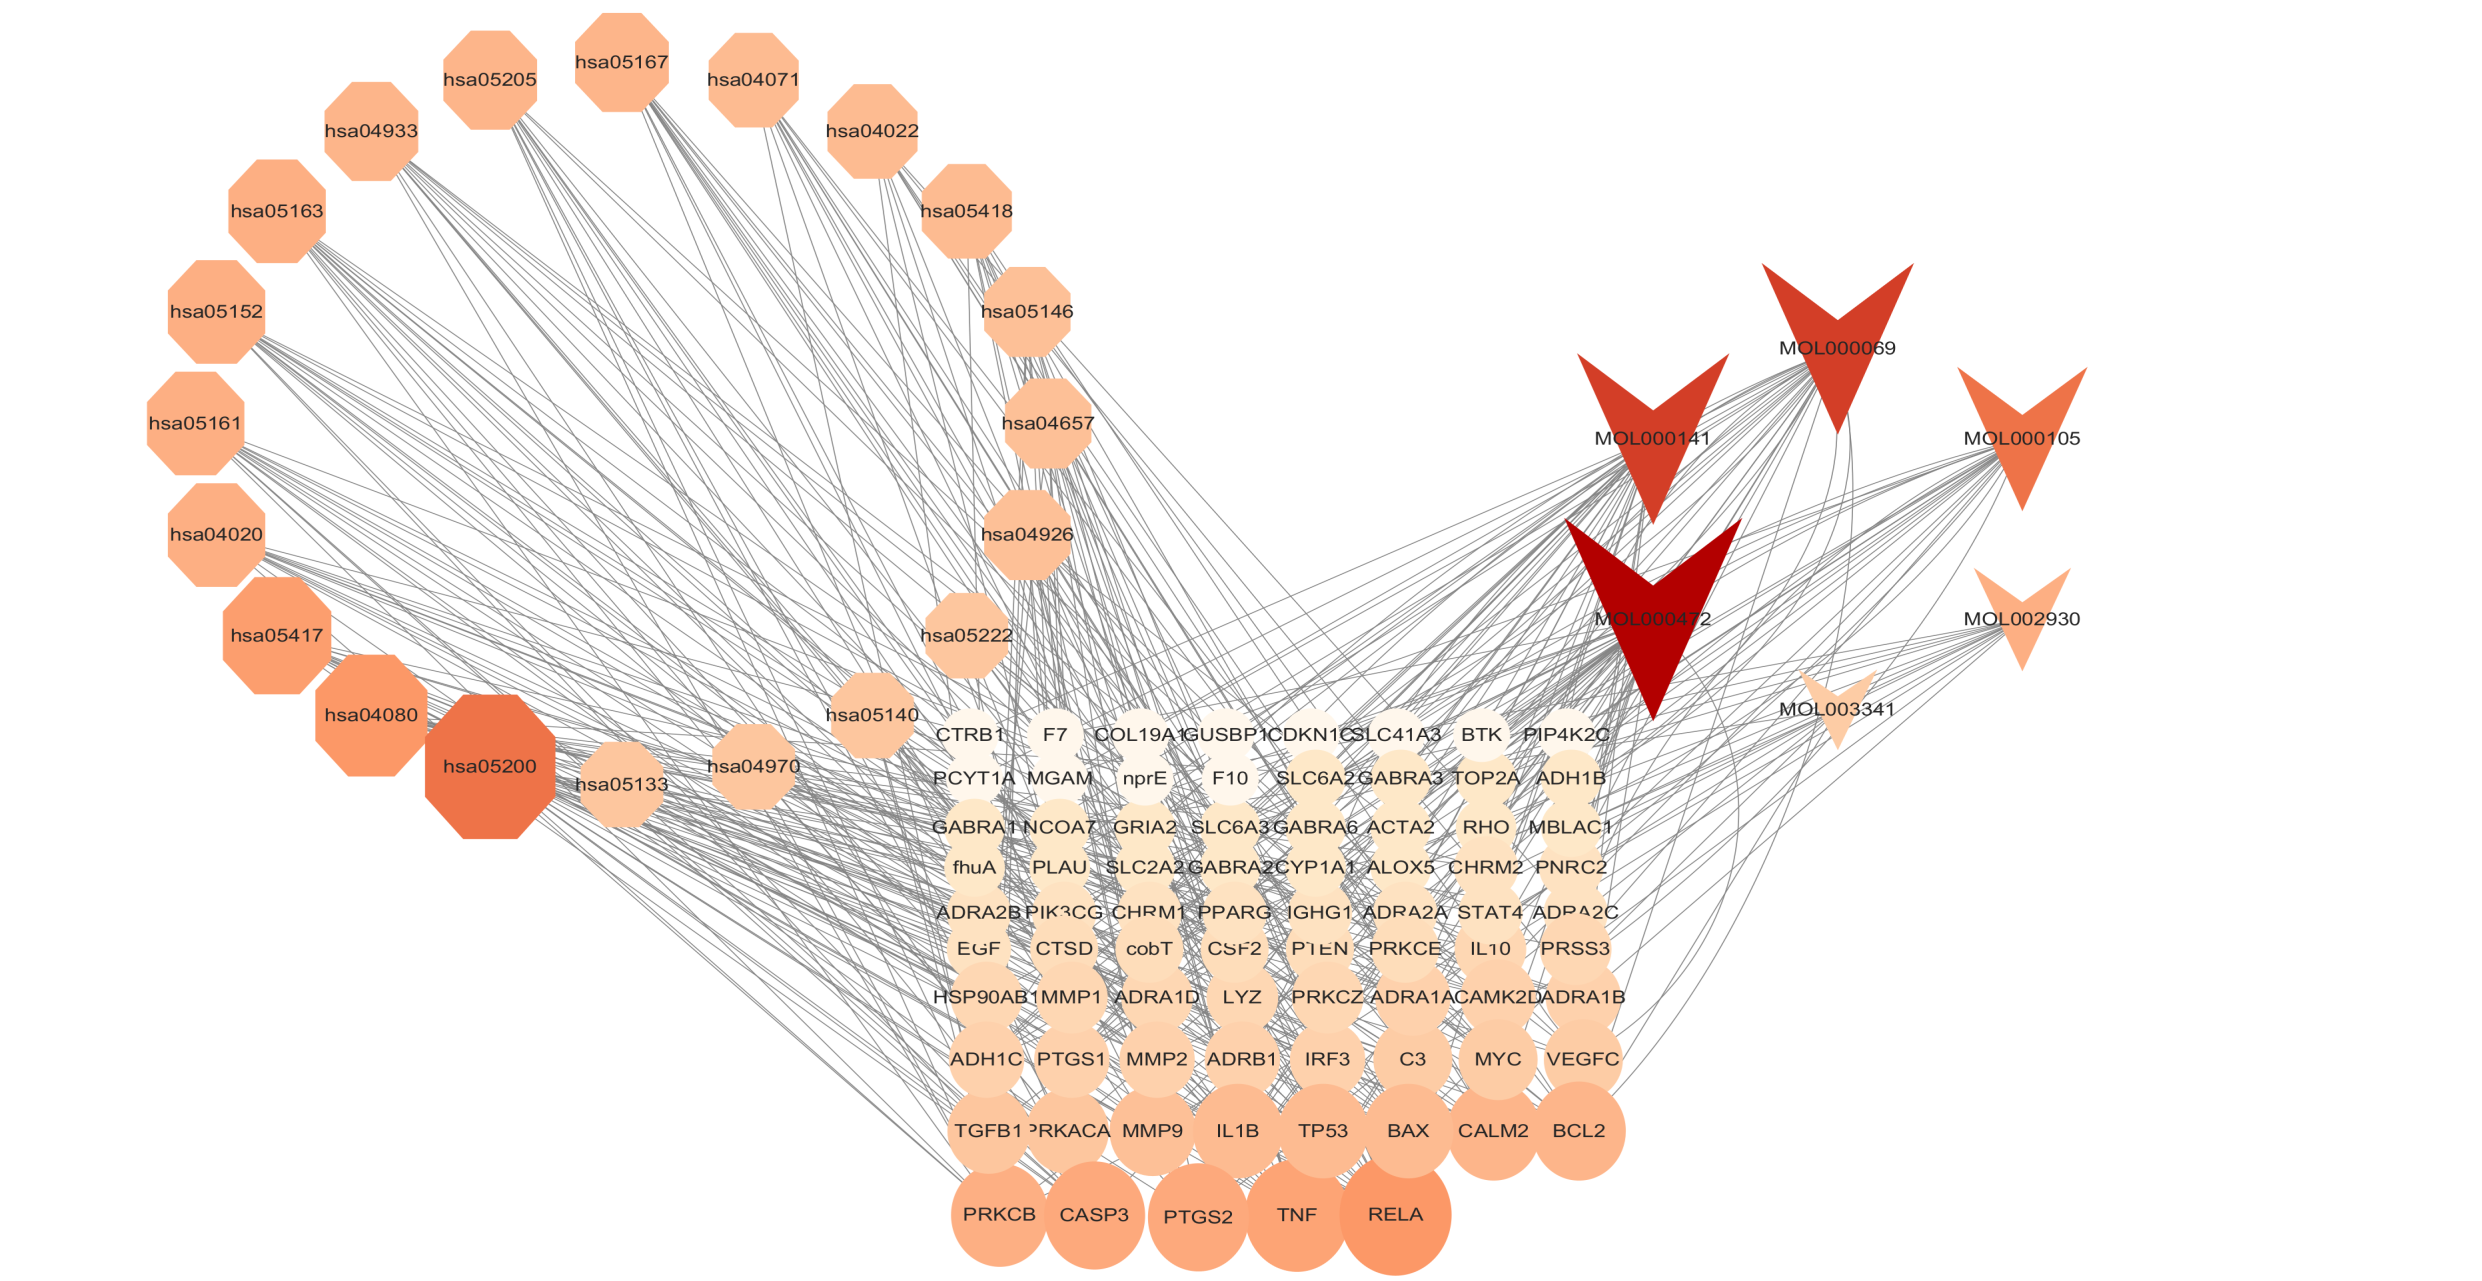 hsa05167
hsa05205
hsa04071
hsa04933
hsa04022
hsa05163
hsa05418
hsa05152
hsa05146
hsa05161
hsa04657
hsa04020
hsa04926
hsa05417
hsa05222
hsa04080
hsa05140
hsa05200
hsa05133
hsa04970
MOL000069
MOL000141
MOL000105
MOL000472
MOL002930
MOL003341
CTRB1 F7 COL19A1 GUSBP1 CDKN1C SLC41A3 BTK PIP4K2C
PCYT1A MGAM nprE F10 SLC6A2 GABRA3 TOP2A ADH1B
GABRA1 NCOA7 GRIA2 SLC6A3 GABRA6 ACTA2 RHO MBLAC1
fhuA PLAU SLC2A2 GABRA2 CYP1A1 ALOX5 CHRM2 PNRC2
ADRA2B PIK3CG CHRM1 PPARG IGHG1 ADRA2A STAT4 ADRA2C
EGF CTSD cobT CSF2 PTEN PRKCE IL10 PRSS3
HSP90AB1 MMP1 ADRA1D LYZ PRKCZ ADRA1A CAMK2D ADRA1B
ADH1C PTGS1 MMP2 ADRB1 IRF3 C3 MYC VEGFC
TGFB1 PRKACA MMP9 IL1B TP53 BAX CALM2 BCL2
PRKCB CASP3 PTGS2 TNF RELA